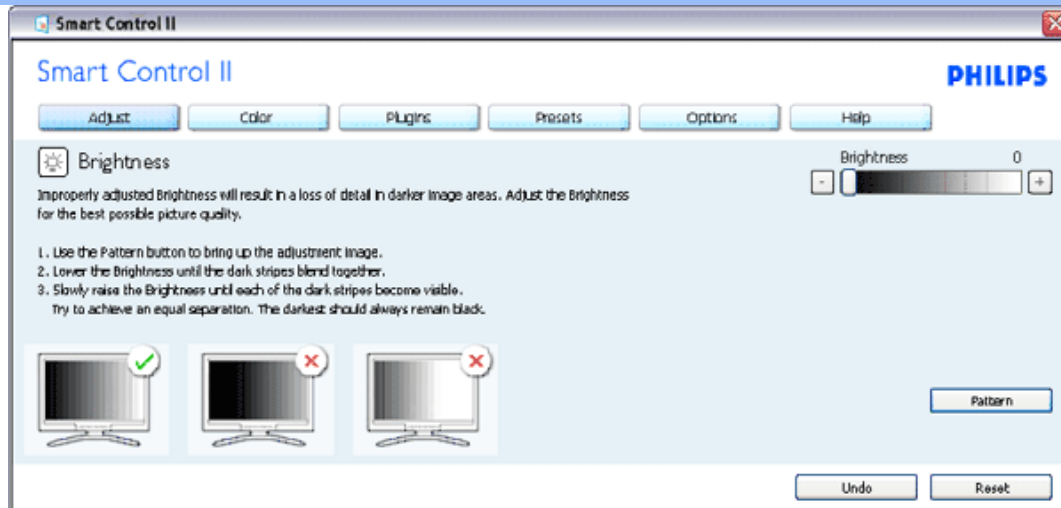 Smart Control II
Smart Control II
PHILIPS
Adjust Color Plugins Presets Options Help
Brightness
Brightness 0
Improperly adjusted Brightness will result in a loss of detail in darker image areas. Adjust the Brightness
for the best possible picture quality.
1. Use the Pattern button to bring up the adjustment image.
2. Lower the Brightness until the dark stripes blend together.
3. Slowly raise the Brightness until each of the dark stripes become visible.
Try to achieve an equal separation. The darkest should always remain black.
Pattern
Undo Reset